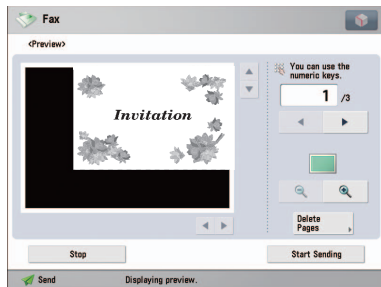 Fax
<Preview>
You can use the
numeric keys.
1 /3
Invitation
Delete
Pages
Stop
Start Sending
Send
Displaying preview.